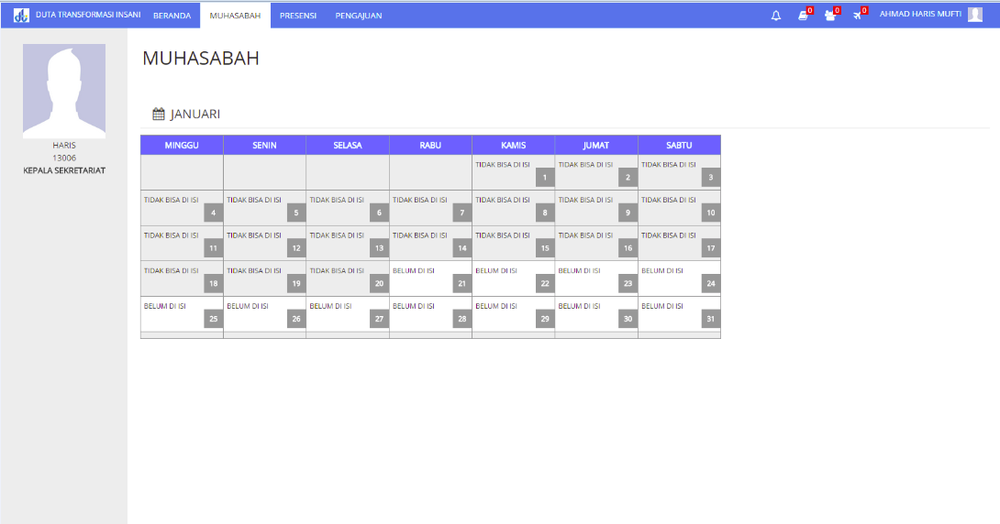 DUTA TRANSFORMASI INSANI BERANDA MUHASABAH PRESENSI PENGAJUAN 0 0 0 AHMAD HARIS MUFTI
HARIS
13006
KEPALA SEKRETARIAT
MUHASABAH
JANUARI
MINGGU SENIN SELASA RABU KAMIS JUMAT SABTU
TIDAK BISA DI ISI TIDAK BISA DI ISI TIDAK BISA DI ISI
1 2 3
TIDAK BISA DI ISI TIDAK BISA DI ISI TIDAK BISA DI ISI TIDAK BISA DI ISI TIDAK BISA DI ISI TIDAK BISA DI ISI TIDAK BISA DI ISI
4 5 6 7 8 9 10
TIDAK BISA DI ISI TIDAK BISA DI ISI TIDAK BISA DI ISI TIDAK BISA DI ISI TIDAK BISA DI ISI TIDAK BISA DI ISI TIDAK BISA DI ISI
11 12 13 14 15 16 17
TIDAK BISA DI ISI TIDAK BISA DI ISI TIDAK BISA DI ISI BELUM DI ISI BELUM DI ISI BELUM DI ISI BELUM DI ISI
18 19 20 21 22 23 24
BELUM DI ISI BELUM DI ISI BELUM DI ISI BELUM DI ISI BELUM DI ISI BELUM DI ISI BELUM DI ISI
25 26 27 28 29 30 31